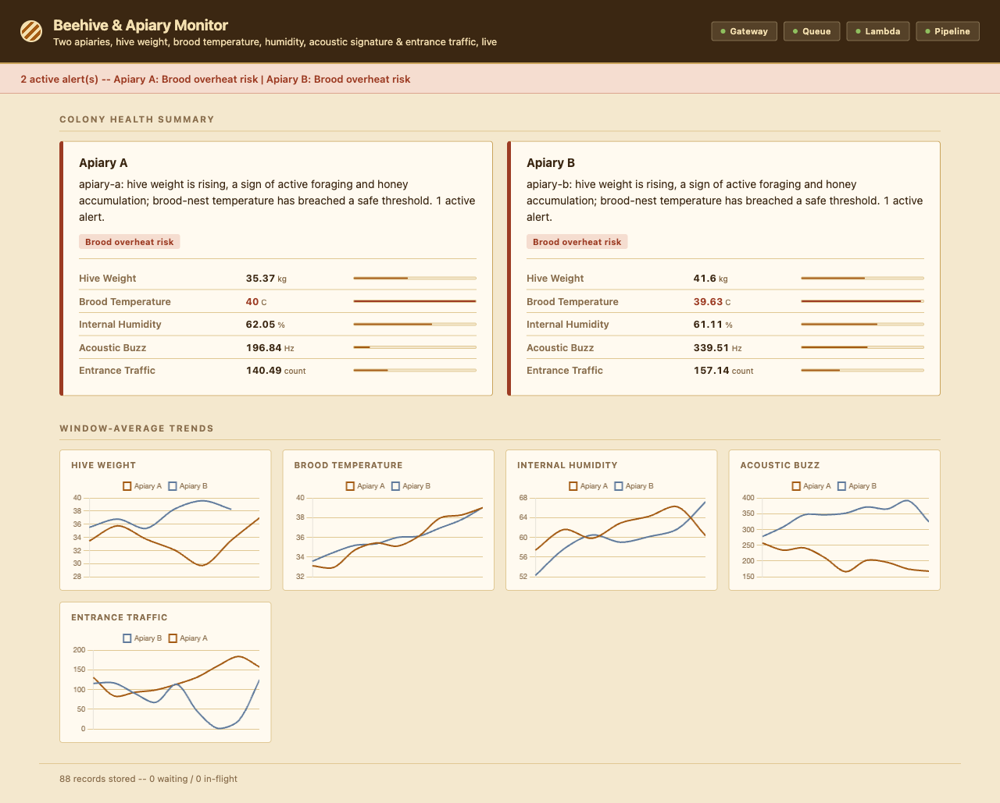 Beehive & Apiary Monitor
Two apiaries, hive weight, brood temperature, humidity, acoustic signature & entrance traffic, live
Gateway
Queue
Lambda
Pipeline
2 active alert(s) -- Apiary A: Brood overheat risk | Apiary B: Brood overheat risk
COLONY HEALTH SUMMARY
Apiary A
apiary-a: hive weight is rising, a sign of active foraging and honey
accumulation; brood-nest temperature has breached a safe threshold. 1 active
alert.
Brood overheat risk
Hive Weight 35.37 kg
Brood Temperature 40 C
Internal Humidity 62.05 %
Acoustic Buzz 196.84 Hz
Entrance Traffic 140.49 count
Apiary B
apiary-b: hive weight is rising, a sign of active foraging and honey
accumulation; brood-nest temperature has breached a safe threshold. 1 active
alert.
Brood overheat risk
Hive Weight 41.6 kg
Brood Temperature 39.63 C
Internal Humidity 61.11 %
Acoustic Buzz 339.51 Hz
Entrance Traffic 157.14 count
WINDOW-AVERAGE TRENDS
HIVE WEIGHT
Apiary A Apiary B
40
38
36
34
32
30
28
BROOD TEMPERATURE
Apiary A Apiary B
40
38
36
34
32
INTERNAL HUMIDITY
Apiary A Apiary B
68
64
60
56
52
ACOUSTIC BUZZ
Apiary A Apiary B
400
350
300
250
200
150
ENTRANCE TRAFFIC
Apiary B Apiary A
200
150
100
50
0
88 records stored -- 0 waiting / 0 in-flight